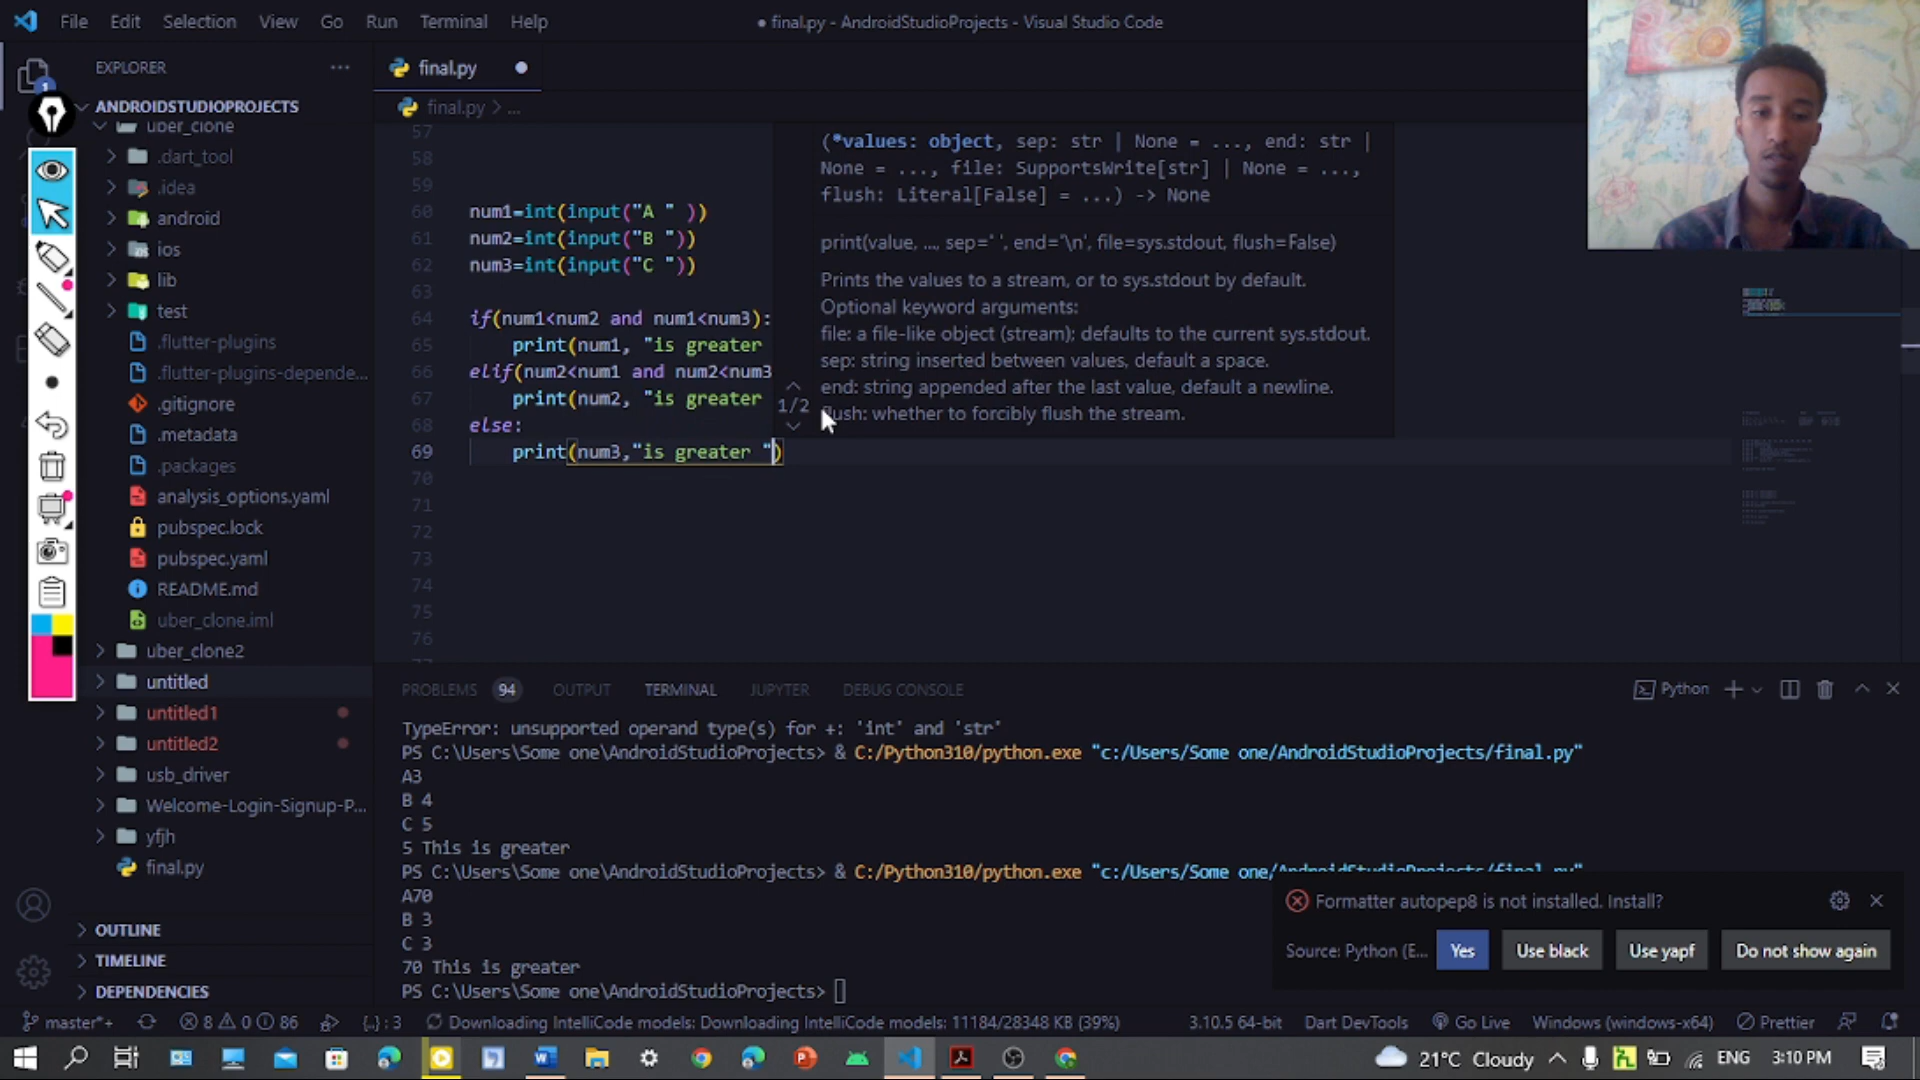 File Edit Selection View Go Run Terminal Help
● final.py - AndroidStudioProjects - Visual Studio Code
EXPLORER
final.py
1
ANDROIDSTUDIOPROJECTS
final.py > ...
uber_clone
.dart_tool
.idea
android
ios
lib
test
.flutter-plugins
.flutter-plugins-depende...
.gitignore
.metadata
.packages
analysis_options.yaml
pubspec.lock
pubspec.yaml
README.md
uber_clone.iml
uber_clone2
untitled
untitled1
untitled2
usb_driver
Welcome-Login-Signup-P...
yfjh
final.py
OUTLINE
TIMELINE
DEPENDENCIES
57
58
59
60 num1=int(input("A " ))
61 num2=int(input("B "))
62 num3=int(input("C "))
63
64 if(num1<num2 and num1<num3):
65 print(num1, "is greater
66 elif(num2<num1 and num2<num3
67 print(num2, "is greater
68 else:
69 print(num3,"is greater ")
70
71
72
73
74
75
76
(*values: object, sep: str | None = ..., end: str |
None = ..., file: SupportsWrite[str] | None = ...,
flush: Literal[False] = ...) -> None
print(value, ..., sep=' ', end='\n', file=sys.stdout, flush=False)
Prints the values to a stream, or to sys.stdout by default.
Optional keyword arguments:
file: a file-like object (stream); defaults to the current sys.stdout.
sep: string inserted between values, default a space.
end: string appended after the last value, default a newline.
1/2
flush: whether to forcibly flush the stream.
PROBLEMS 94 OUTPUT TERMINAL JUPYTER DEBUG CONSOLE
Python
TypeError: unsupported operand type(s) for +: 'int' and 'str'
PS C:\Users\Some one\AndroidStudioProjects> & C:/Python310/python.exe "c:/Users/Some one/AndroidStudioProjects/final.py"
A3
B 4
C 5
5 This is greater
PS C:\Users\Some one\AndroidStudioProjects> & C:/Python310/python.exe "c:/Users/Some one/AndroidStudioProjects/final.py"
A70
B 3
C 3
70 This is greater
PS C:\Users\Some one\AndroidStudioProjects>
Formatter autopep8 is not installed. Install?
Source: Python (E... Yes Use black Use yapf Do not show again
master*+ 8 0 86 {..}: 3 Downloading IntelliCode models: Downloading IntelliCode models: 11184/28348 KB (39%) 3.10.5 64-bit Dart DevTools Go Live Windows (windows-x64) Prettier
21°C Cloudy ENG 3:10 PM